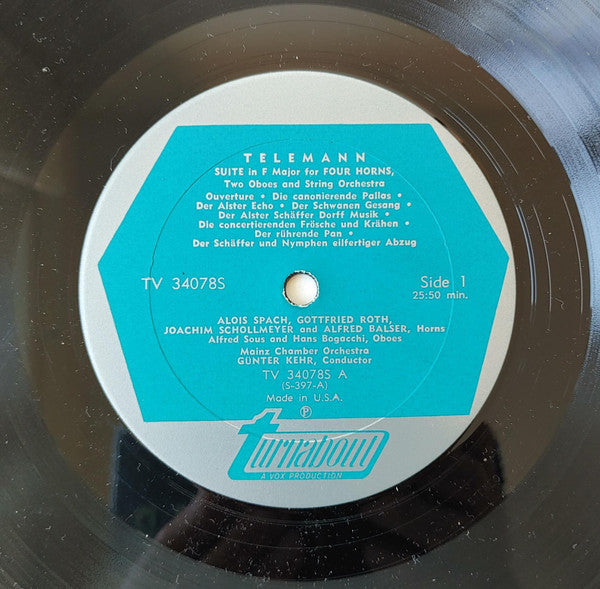 TELEMANN
SUITE in F Major for FOUR HORNS,
Two Oboes and String Orchestra
Ouverture • Die canonierende Pallas •
Der Alster Echo • Der Schwanen Gesang •
Der Alster Schäffer Dorff Musik •
Die concertierenden Frösche und Krähen •
Der rührende Pan •
Der Schäffer und Nymphen eilfertiger Abzug
TV 34078S
Side 1
25:50 min.
ALOIS SPACH, GOTTFRIED ROTH,
JOACHIM SCHOLLMEYER and ALFRED BALSER, Horns
Alfred Sous and Hans Bogacchi, Oboes
Mainz Chamber Orchestra
GÜNTER KEHR, Conductor
TV 34078S A
(S-397-A)
Made in U.S.A.
℗
turnabout
A VOX PRODUCTION